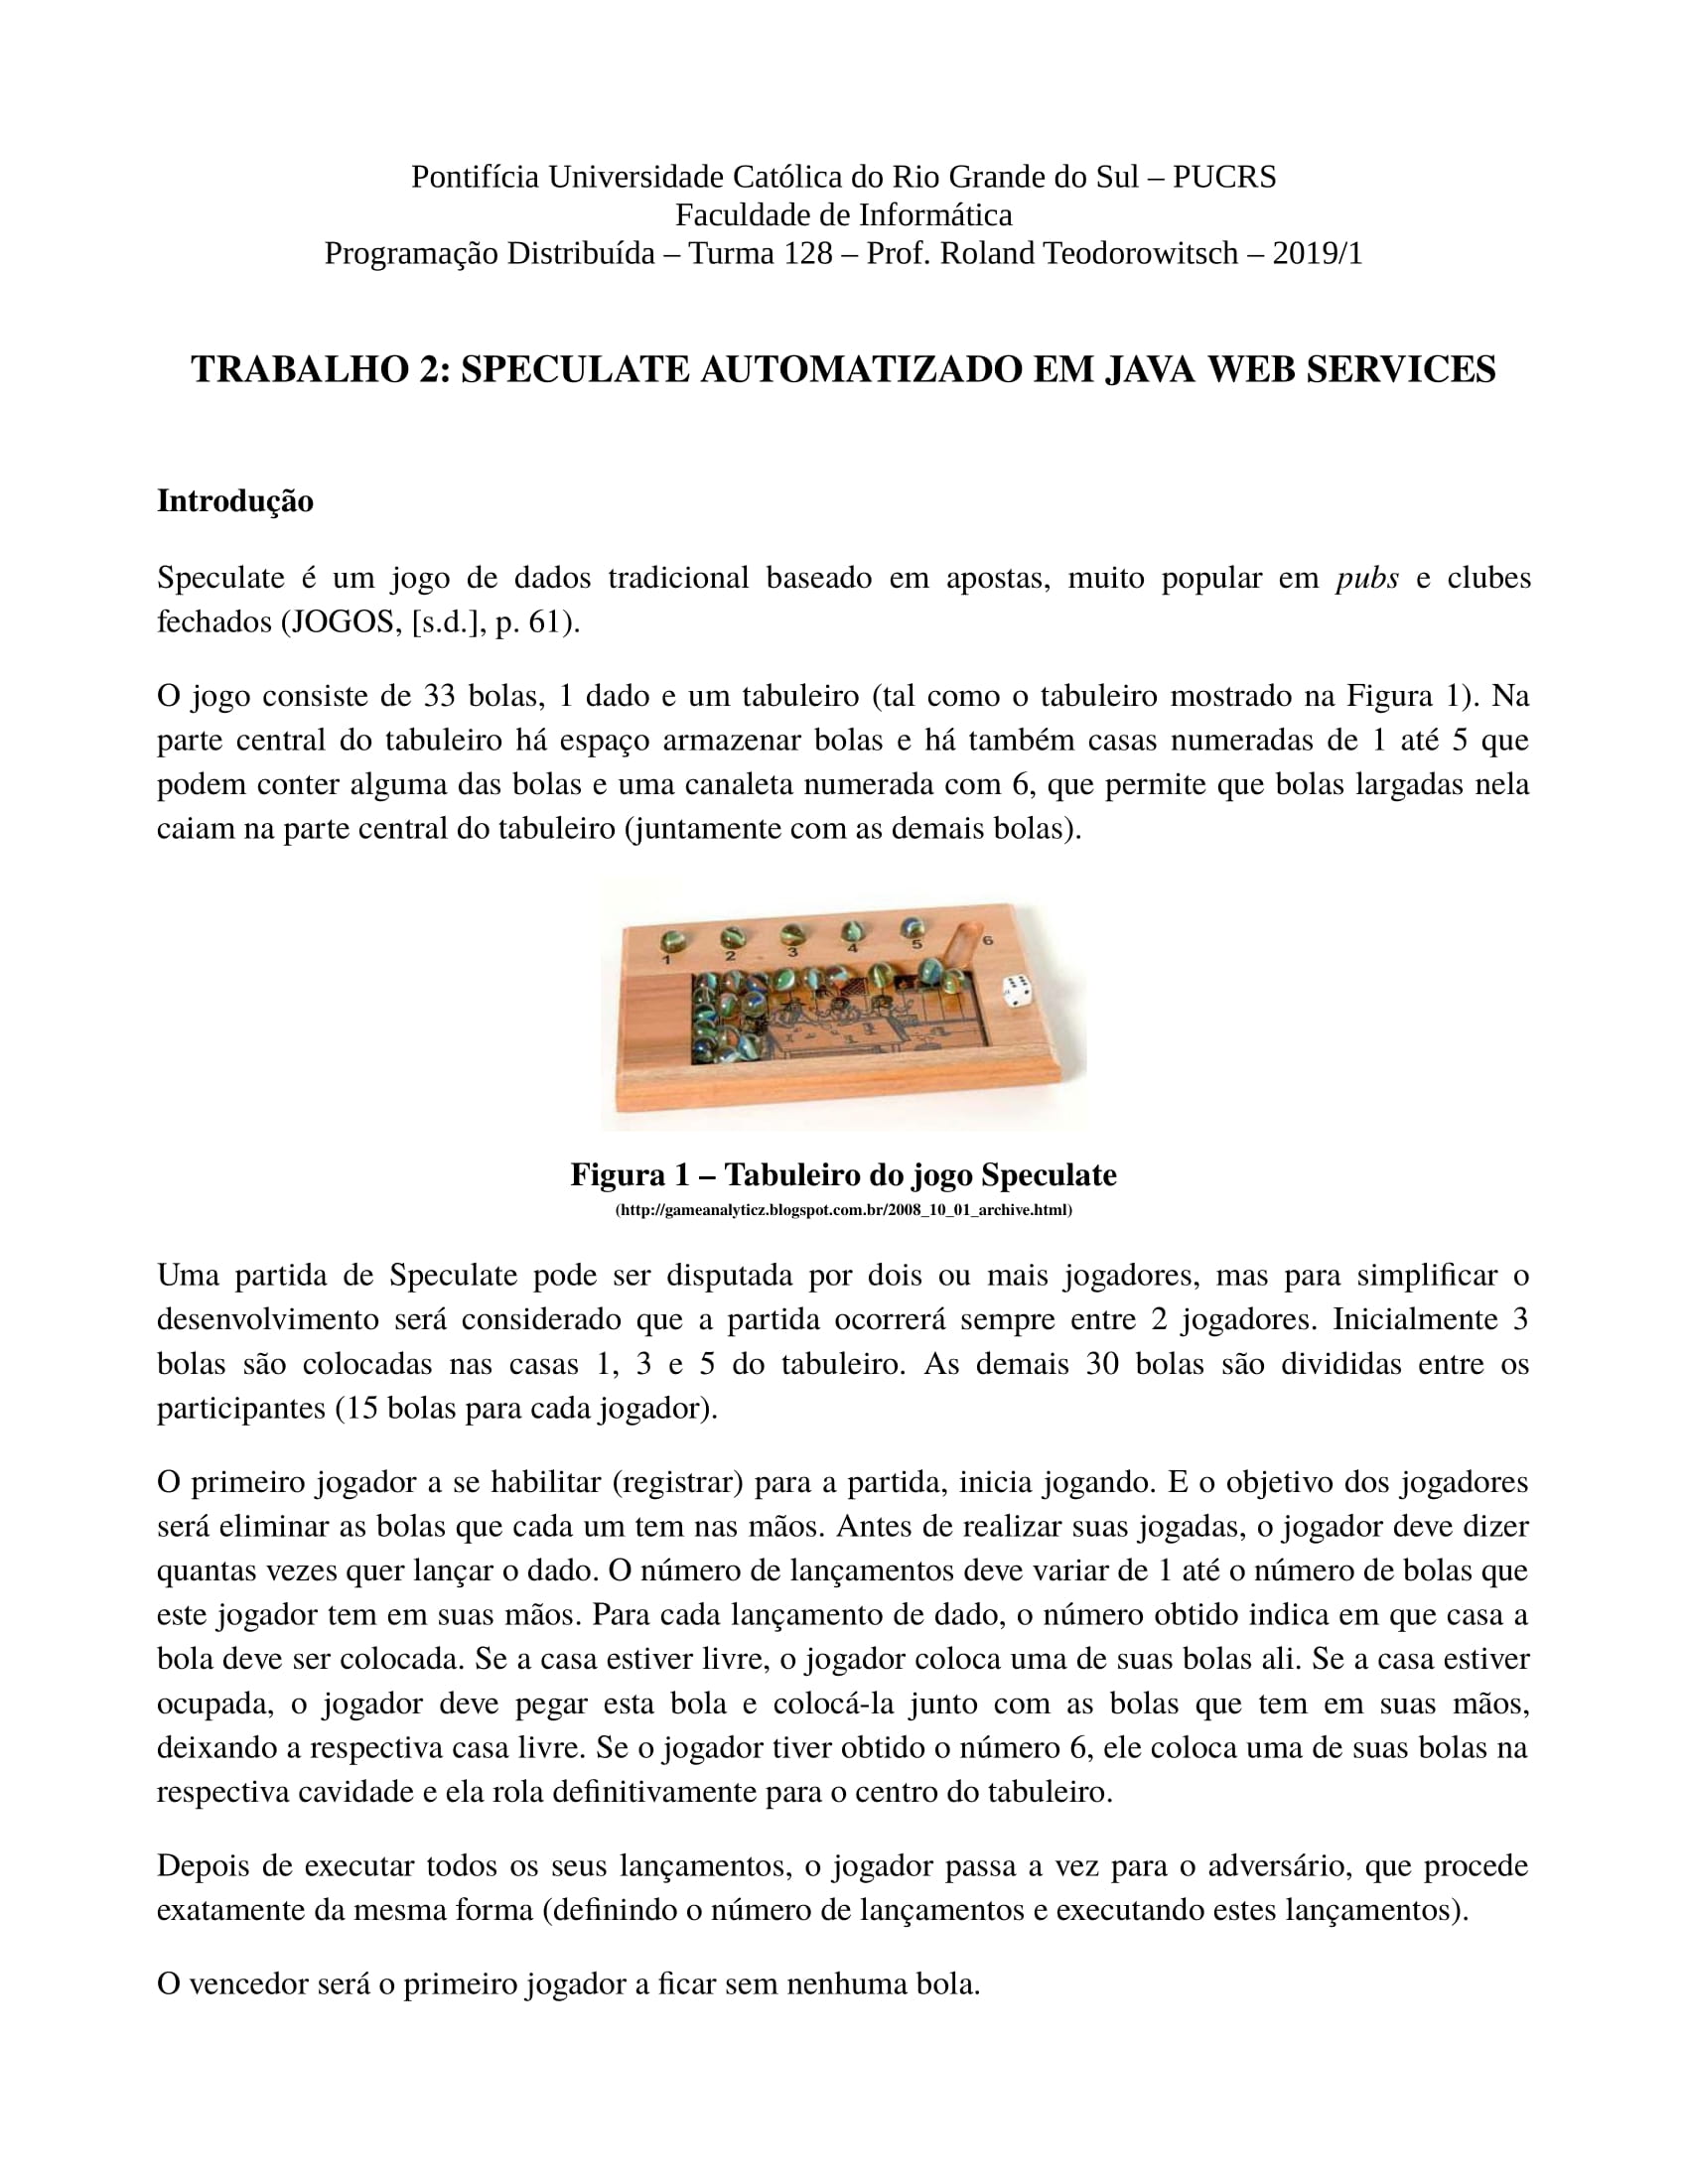 Pontifícia Universidade Católica do Rio Grande do Sul – PUCRS
Faculdade de Informática
Programação Distribuída – Turma 128 – Prof. Roland Teodorowitsch – 2019/1
TRABALHO 2: SPECULATE AUTOMATIZADO EM JAVA WEB SERVICES
Introdução
Speculate é um jogo de dados tradicional baseado em apostas, muito popular em pubs e clubes
fechados (JOGOS, [s.d.], p. 61).
O jogo consiste de 33 bolas, 1 dado e um tabuleiro (tal como o tabuleiro mostrado na Figura 1). Na
parte central do tabuleiro há espaço armazenar bolas e há também casas numeradas de 1 até 5 que
podem conter alguma das bolas e uma canaleta numerada com 6, que permite que bolas largadas nela
caiam na parte central do tabuleiro (juntamente com as demais bolas).
1 2 3 4 5 6
Figura 1 – Tabuleiro do jogo Speculate
(http://gameanalyticz.blogspot.com.br/2008_10_01_archive.html)
Uma partida de Speculate pode ser disputada por dois ou mais jogadores, mas para simplificar o
desenvolvimento será considerado que a partida ocorrerá sempre entre 2 jogadores. Inicialmente 3
bolas são colocadas nas casas 1, 3 e 5 do tabuleiro. As demais 30 bolas são divididas entre os
participantes (15 bolas para cada jogador).
O primeiro jogador a se habilitar (registrar) para a partida, inicia jogando. E o objetivo dos jogadores
será eliminar as bolas que cada um tem nas mãos. Antes de realizar suas jogadas, o jogador deve dizer
quantas vezes quer lançar o dado. O número de lançamentos deve variar de 1 até o número de bolas que
este jogador tem em suas mãos. Para cada lançamento de dado, o número obtido indica em que casa a
bola deve ser colocada. Se a casa estiver livre, o jogador coloca uma de suas bolas ali. Se a casa estiver
ocupada, o jogador deve pegar esta bola e colocá-la junto com as bolas que tem em suas mãos,
deixando a respectiva casa livre. Se o jogador tiver obtido o número 6, ele coloca uma de suas bolas na
respectiva cavidade e ela rola definitivamente para o centro do tabuleiro.
Depois de executar todos os seus lançamentos, o jogador passa a vez para o adversário, que procede
exatamente da mesma forma (definindo o número de lançamentos e executando estes lançamentos).
O vencedor será o primeiro jogador a ficar sem nenhuma bola.